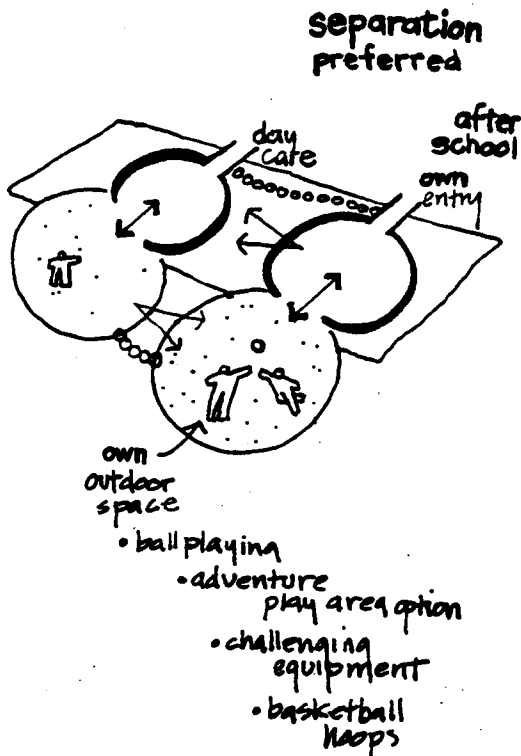 separation
preferred
day
care
after
school
own
entry
own
outdoor
space
• ball playing
• adventure
play area option
• challenging
equipment
• basketball
hoops